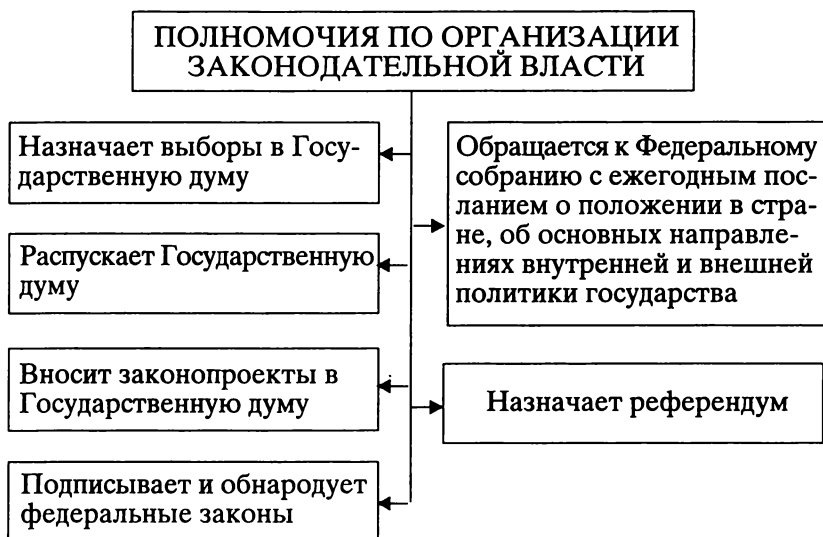 ПОЛНОМОЧИЯ ПО ОРГАНИЗАЦИИ
ЗАКОНОДАТЕЛЬНОЙ ВЛАСТИ
Назначает выборы в Госу-
дарственную думу
Распускает Государственную
думу
Вносит законопроекты в
Государственную думу
Подписывает и обнародует
федеральные законы
Обращается к Федеральному
собранию с ежегодным пос-
ланием о положении в стра-
не, об основных направле-
ниях внутренней и внешней
политики государства
Назначает референдум